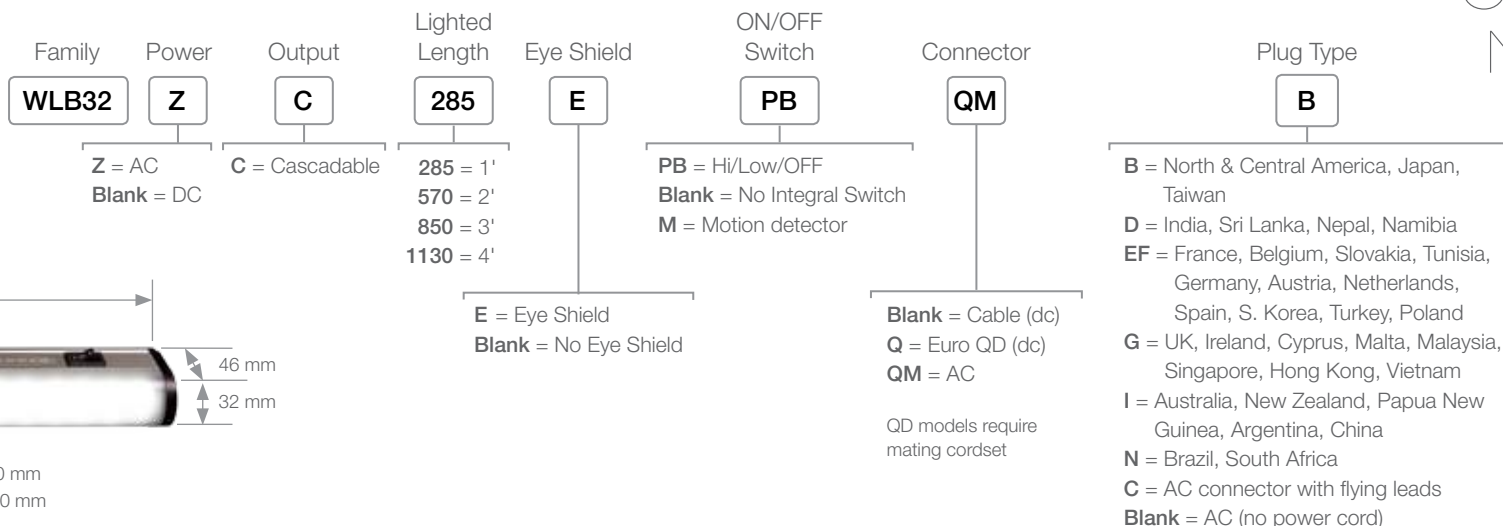 Family
Power
Output
Lighted
Length
Eye Shield
ON/OFF
Switch
Connector
Plug Type
WLB32
Z
C
285
E
PB
QM
B
Z = AC
Blank = DC
C = Cascadable
285 = 1'
570 = 2'
850 = 3'
1130 = 4'
E = Eye Shield
Blank = No Eye Shield
PB = Hi/Low/OFF
Blank = No Integral Switch
M = Motion detector
Blank = Cable (dc)
Q = Euro QD (dc)
QM = AC
QD models require
mating cordset
B = North & Central America, Japan,
Taiwan
D = India, Sri Lanka, Nepal, Namibia
EF = France, Belgium, Slovakia, Tunisia,
Germany, Austria, Netherlands,
Spain, S. Korea, Turkey, Poland
G = UK, Ireland, Cyprus, Malta, Malaysia,
Singapore, Hong Kong, Vietnam
I = Australia, New Zealand, Papua New
Guinea, Argentina, China
N = Brazil, South Africa
C = AC connector with flying leads
Blank = AC (no power cord)
46 mm
32 mm
0 mm
0 mm